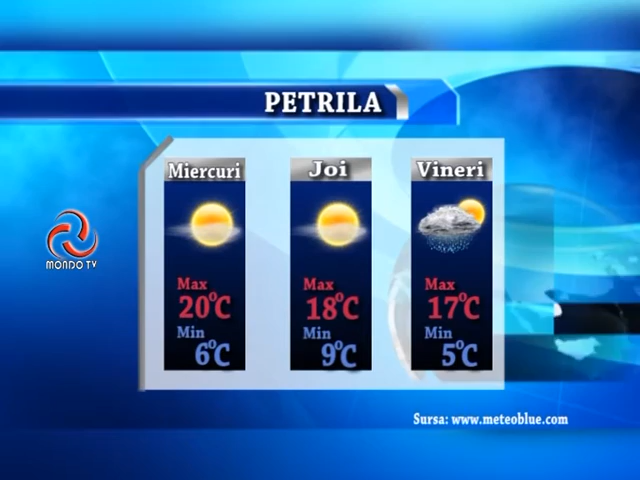 PETRILA
Miercuri
Joi
Vineri
Max
20°C
Min
6°C
Max
18°C
Min
9°C
Max
17°C
Min
5°C
MONDO TV
Sursa: www.meteoblue.com